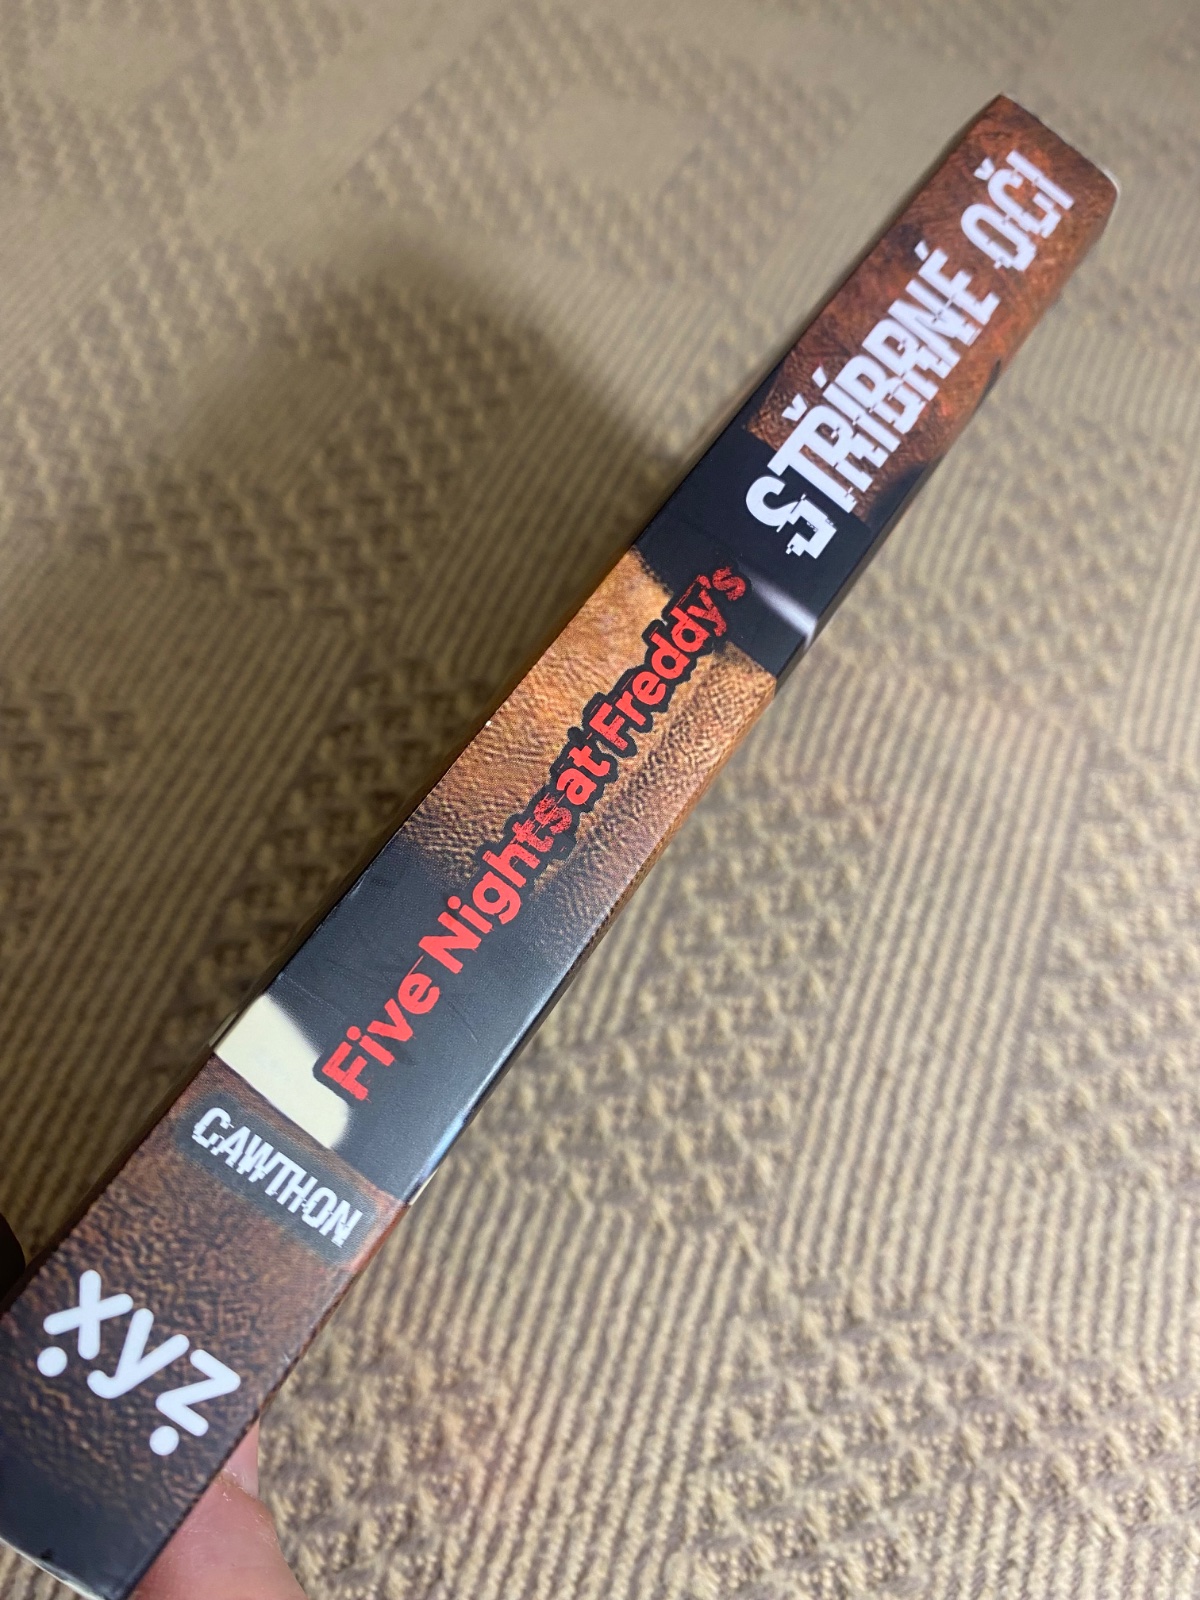 CAWTHON
Five Nights at Freddy's
STŘÍBRNÉ OČI
xyz